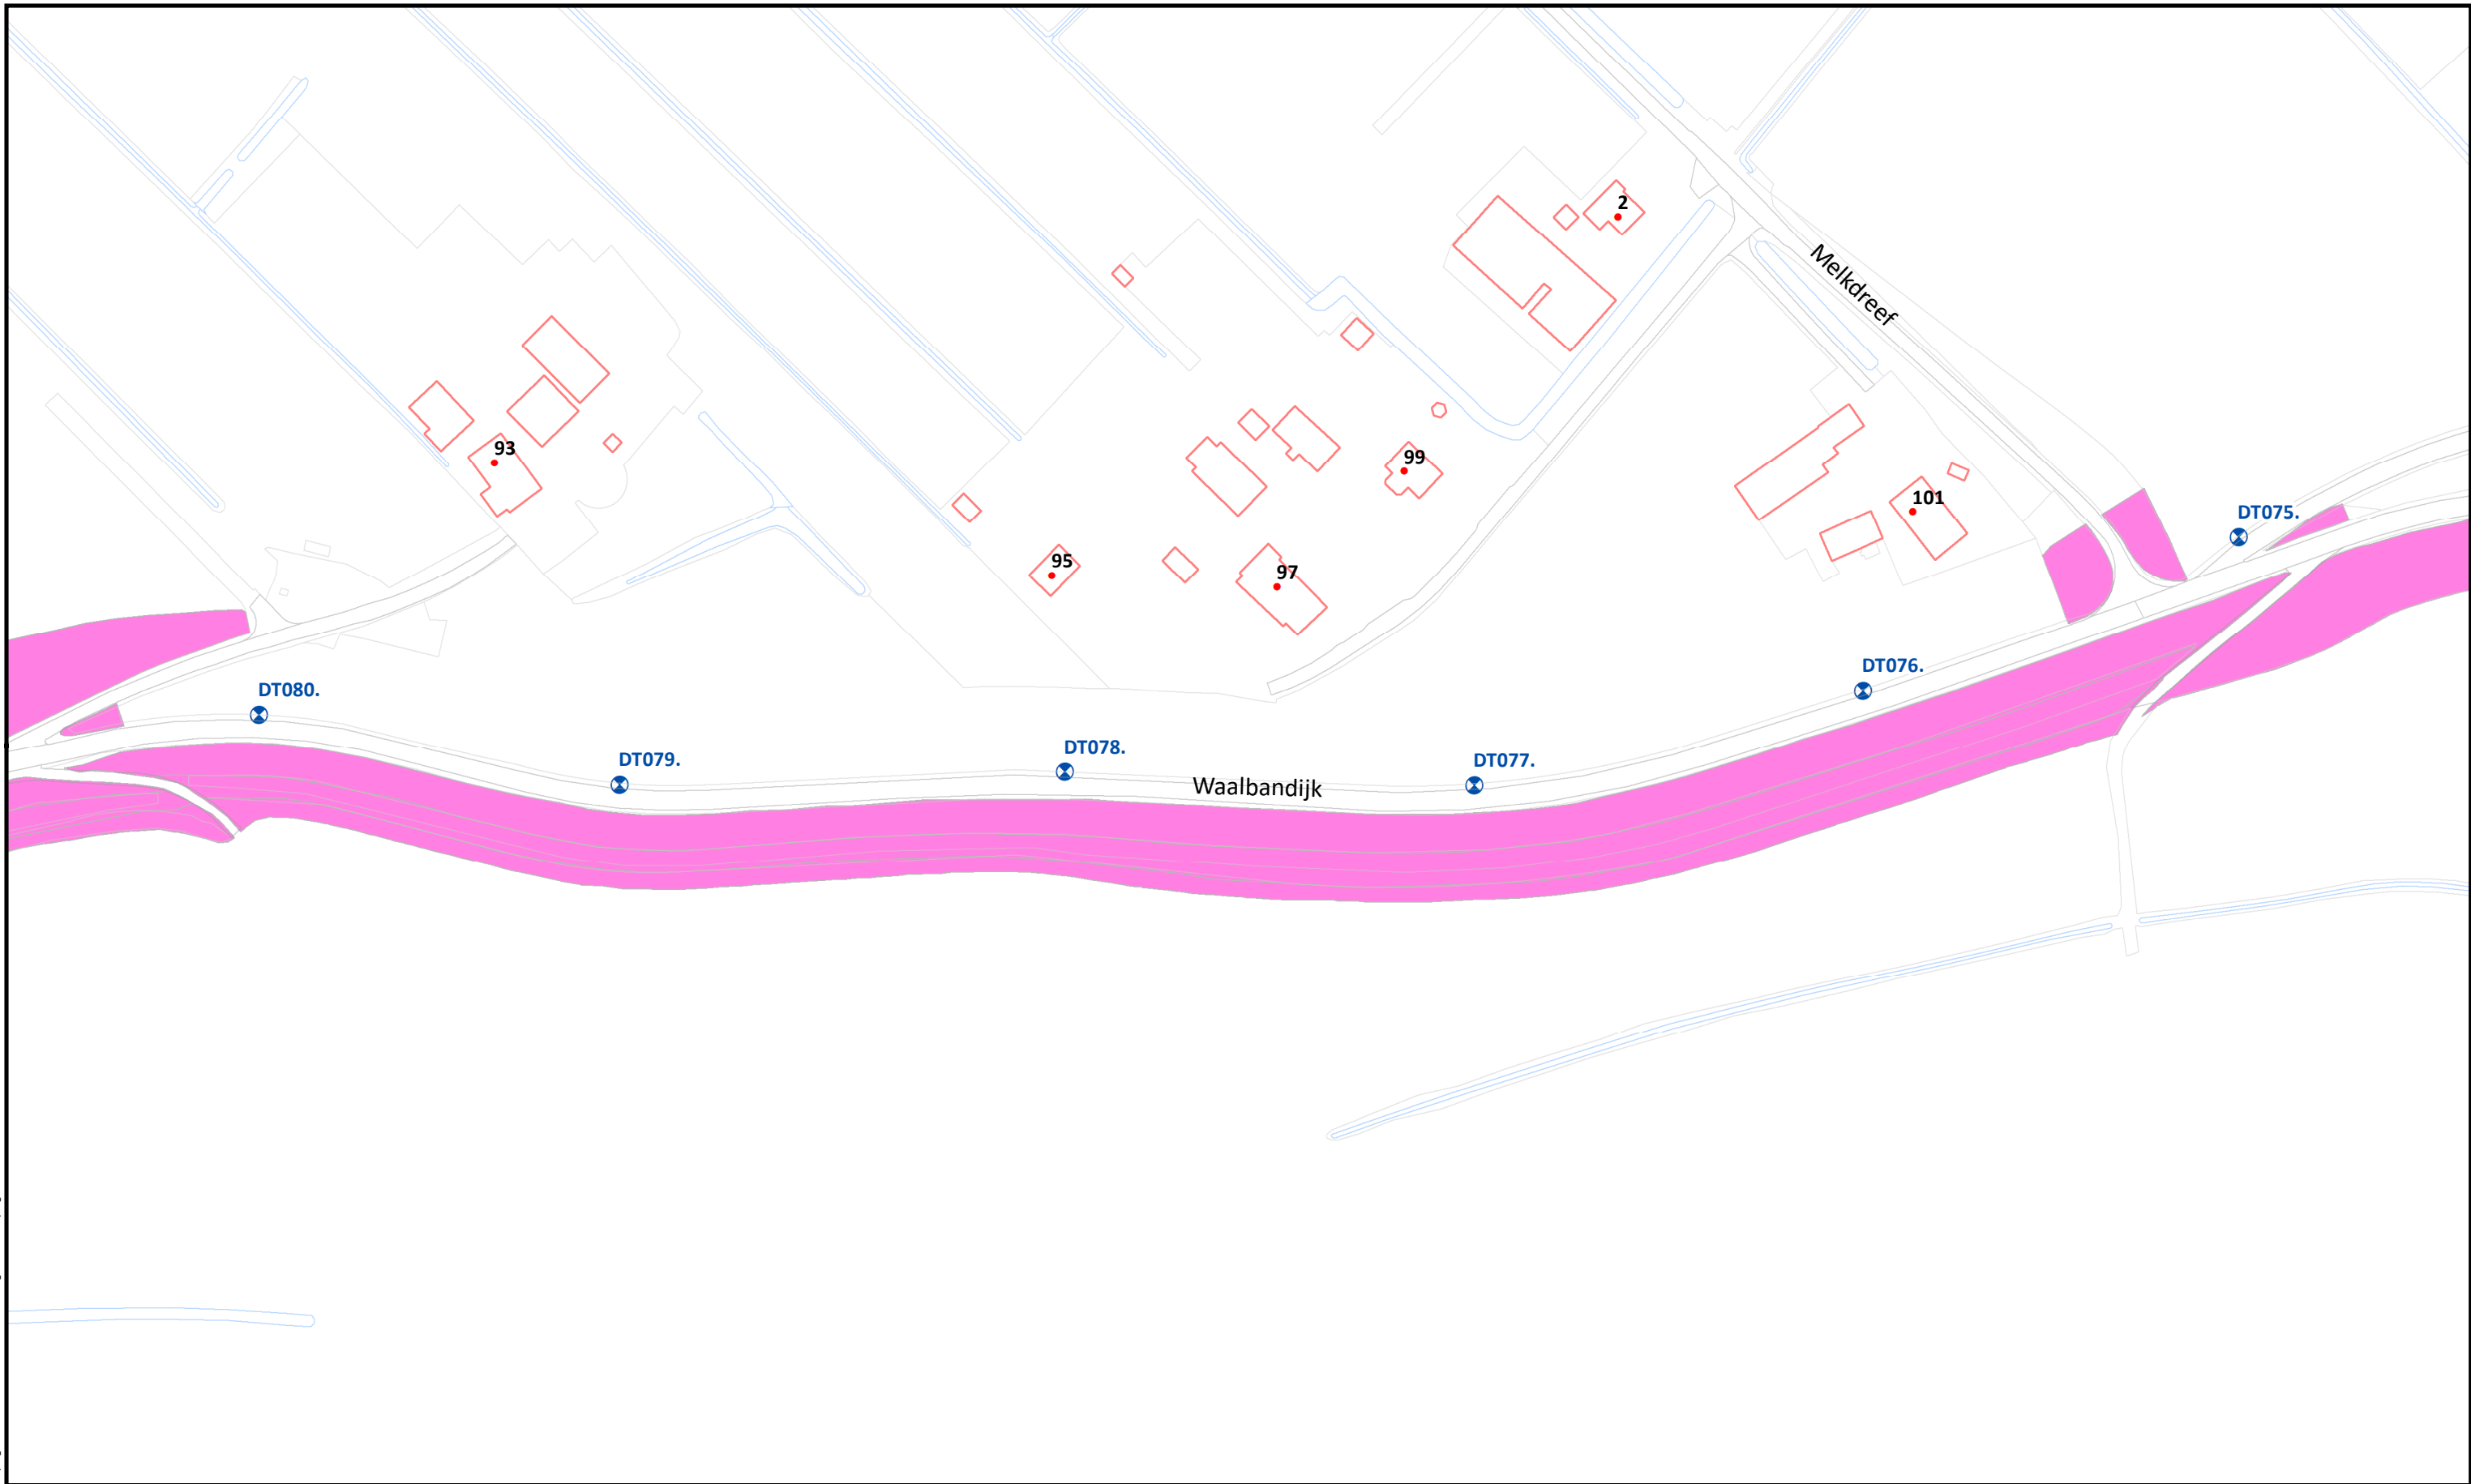 2
Melkdreef
93
99
101
DT075.
95
97
DT076.
DT080.
DT078.
DT079.
DT077.
Waalbandijk